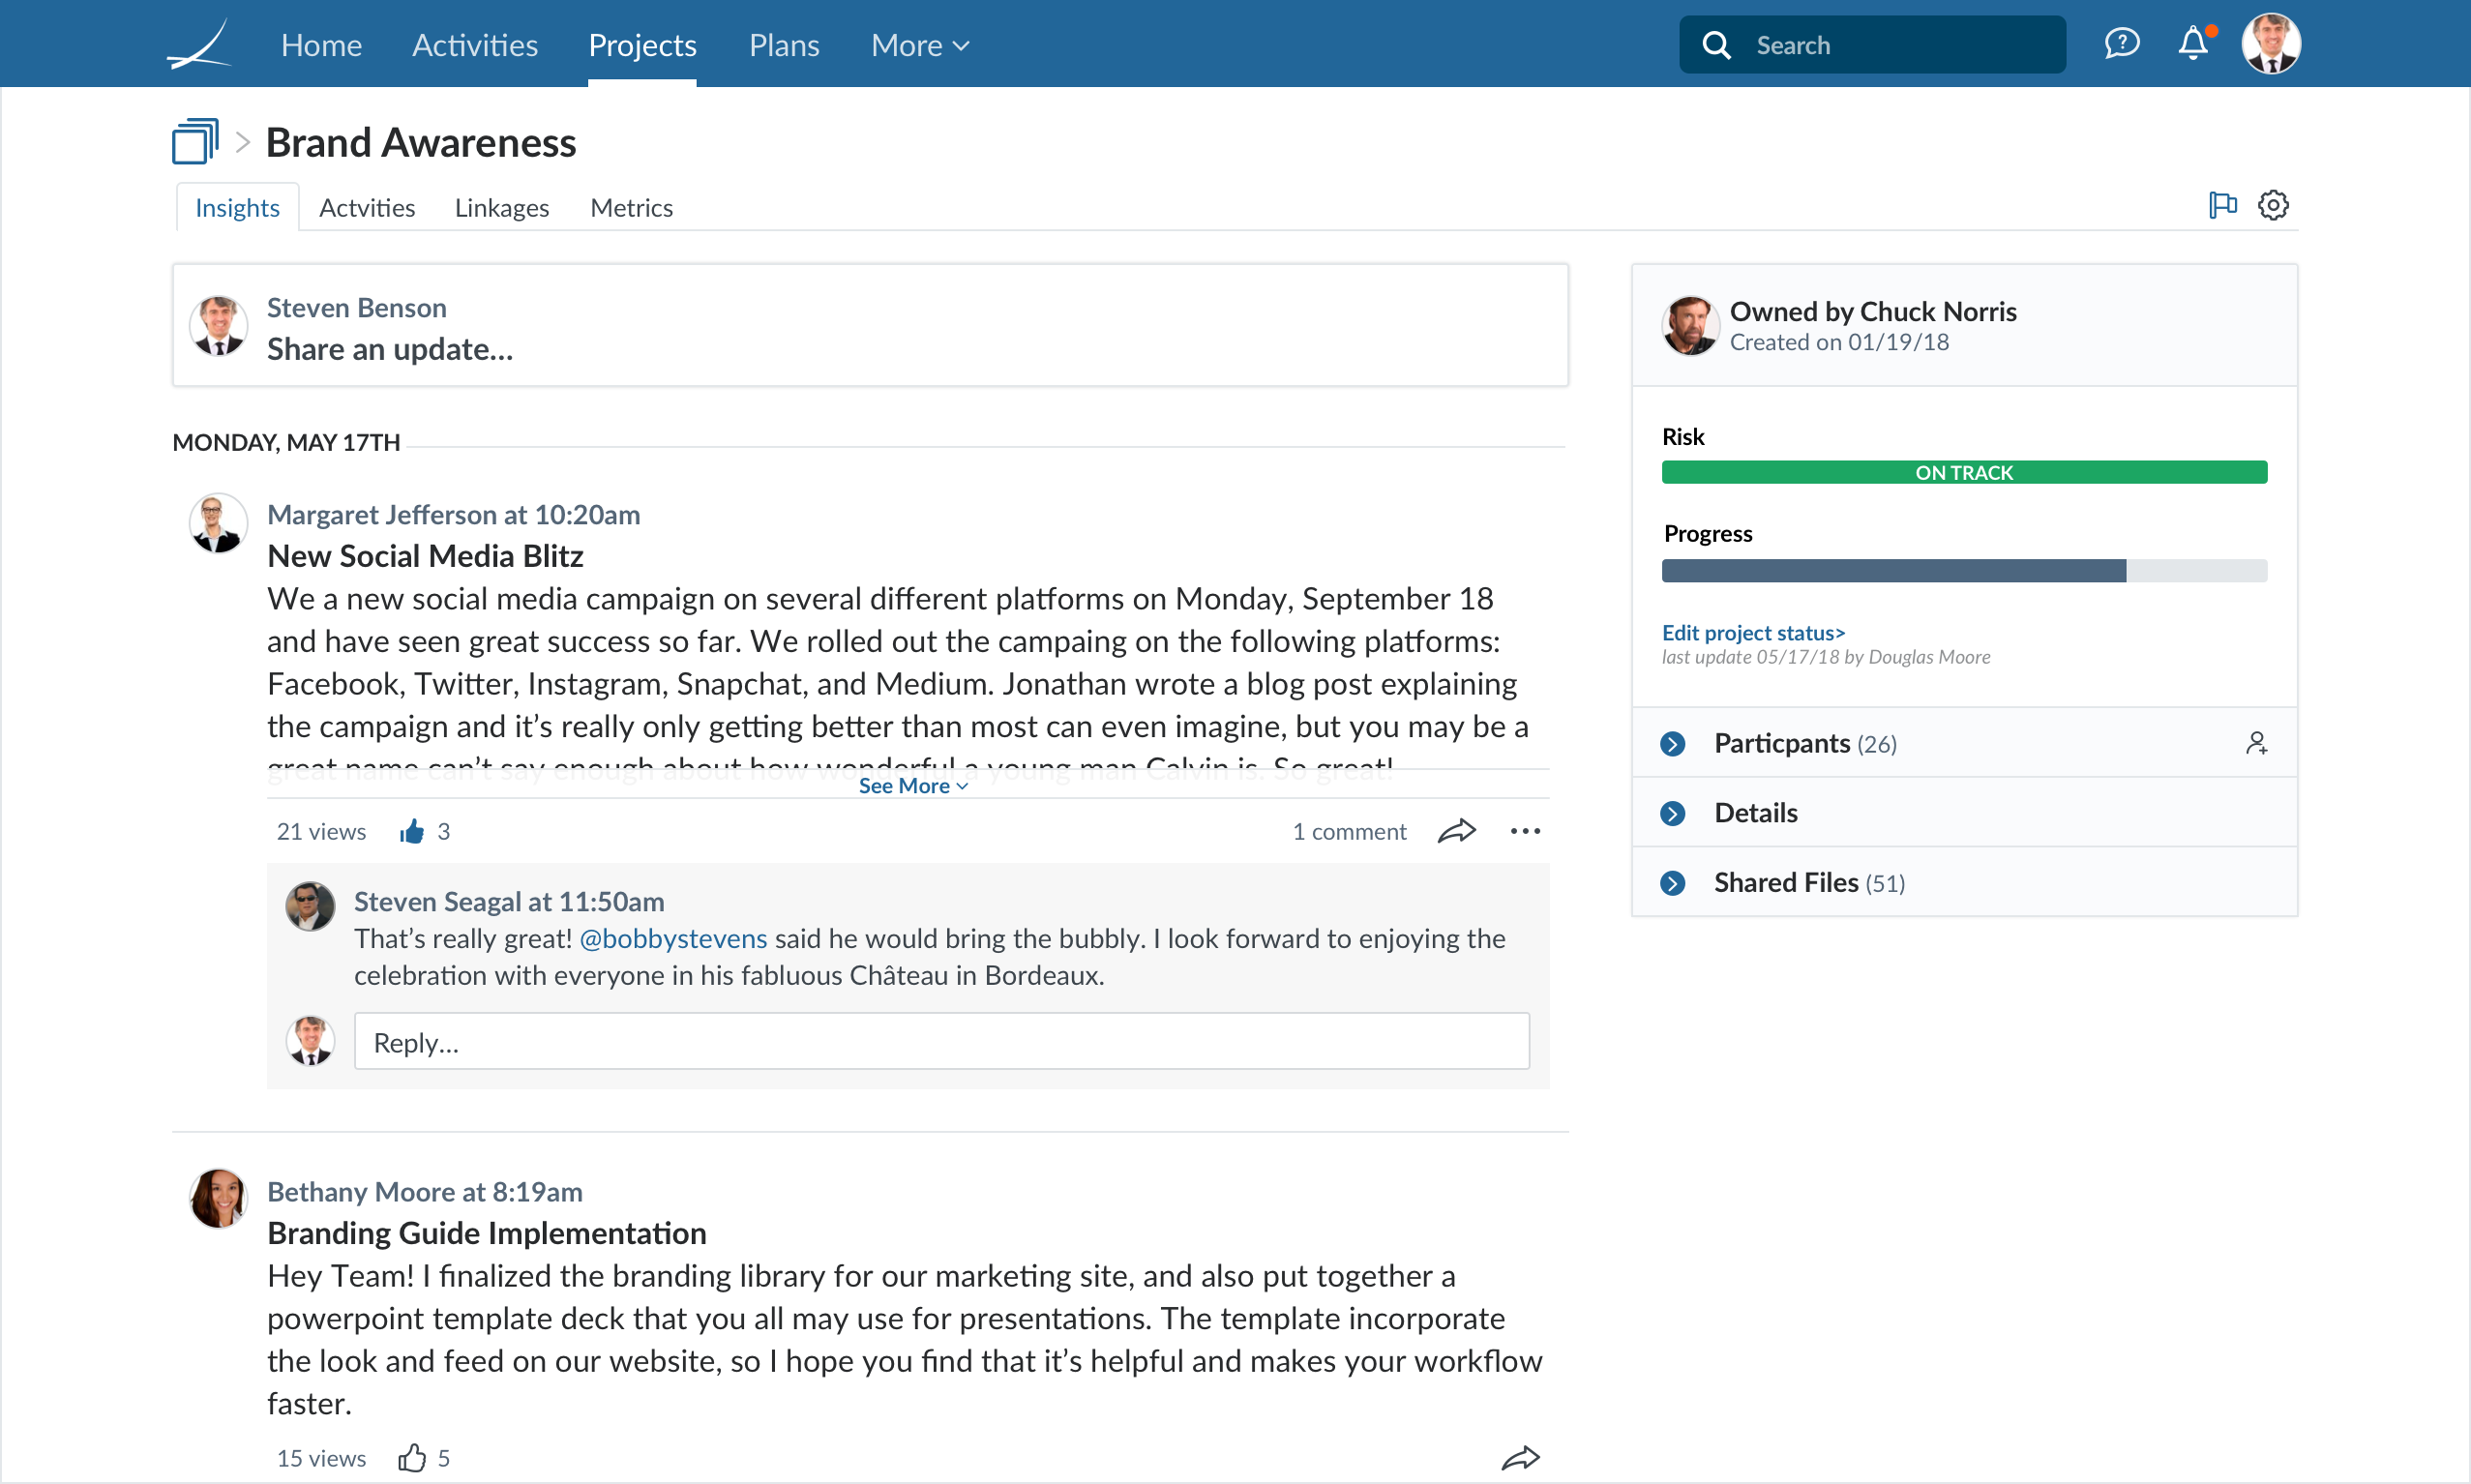 Home Activities Projects Plans More
Search
Brand Awareness
Insights Actvities Linkages Metrics
Steven Benson
Share an update...
MONDAY, MAY 17TH
Margaret Jefferson at 10:20am
New Social Media Blitz
We a new social media campaign on several different platforms on Monday, September 18
and have seen great success so far. We rolled out the campaing on the following platforms:
Facebook, Twitter, Instagram, Snapchat, and Medium. Jonathan wrote a blog post explaining
the campaign and it’s really only getting better than most can even imagine, but you may be a
great name can’t say enough about how wonderful a young man Calvin is. So great!
See More
21 views 3 1 comment
Steven Seagal at 11:50am
That’s really great! @bobbystevens said he would bring the bubbly. I look forward to enjoying the
celebration with everyone in his fabluous Château in Bordeaux.
Reply...
Bethany Moore at 8:19am
Branding Guide Implementation
Hey Team! I finalized the branding library for our marketing site, and also put together a
powerpoint template deck that you all may use for presentations. The template incorporate
the look and feed on our website, so I hope you find that it’s helpful and makes your workflow
faster.
15 views 5
Owned by Chuck Norris
Created on 01/19/18
Risk
ON TRACK
Progress
Edit project status>
last update 05/17/18 by Douglas Moore
Particpants (26)
Details
Shared Files (51)